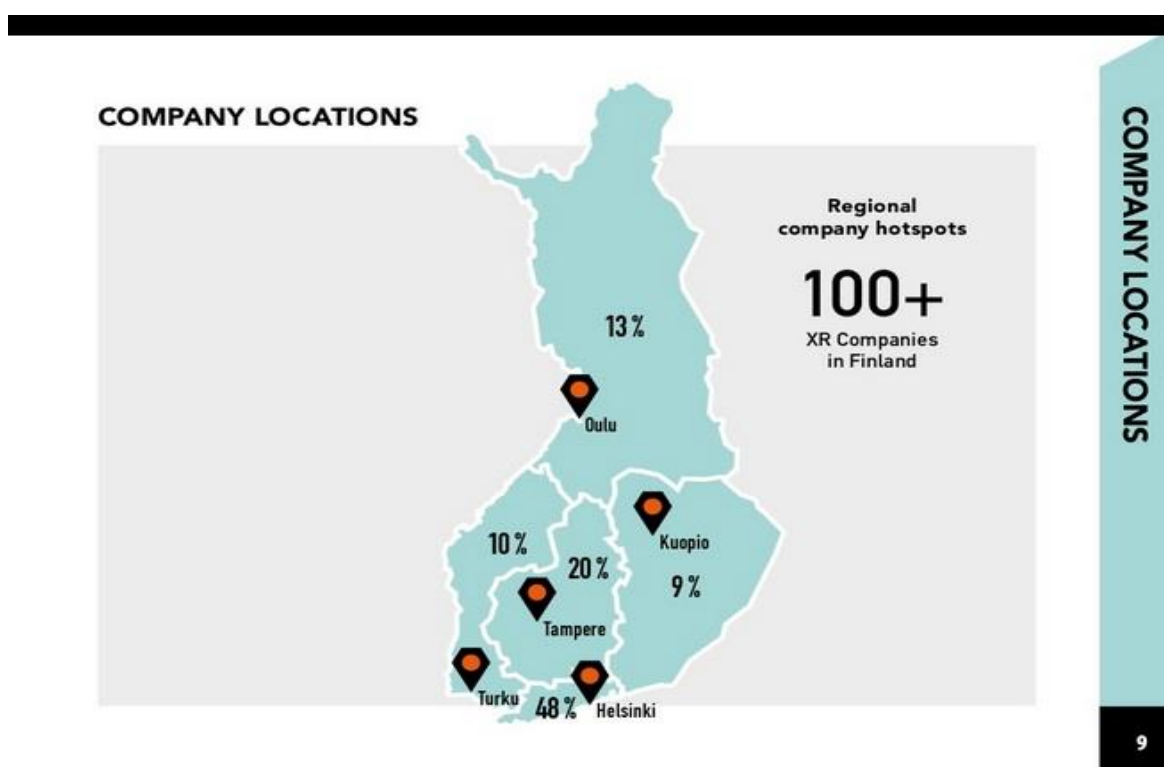 COMPANY LOCATIONS
Regional
company hotspots
100+
XR Companies
in Finland
13 %
Oulu
10 %
20 %
Kuopio
9 %
Tampere
Turku
48 %
Helsinki
COMPANY LOCATIONS
9